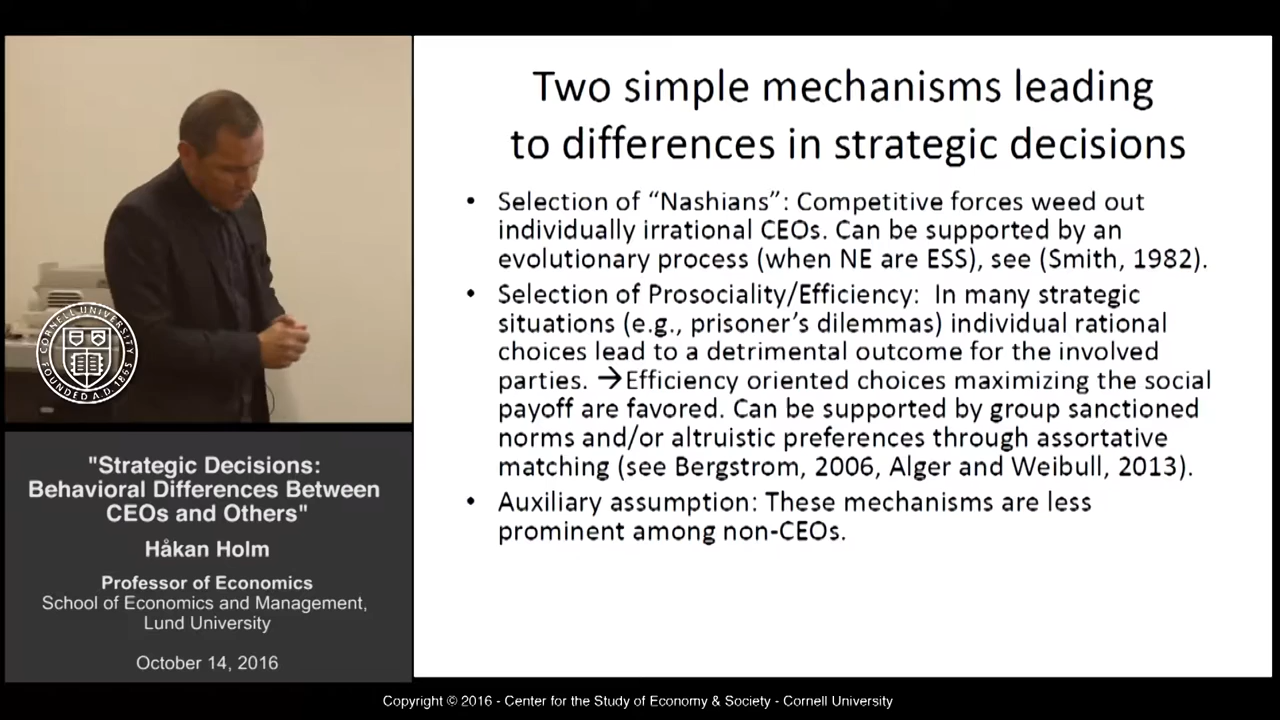 Two simple mechanisms leading
to differences in strategic decisions
• Selection of “Nashians”: Competitive forces weed out
individually irrational CEOs. Can be supported by an
evolutionary process (when NE are ESS), see (Smith, 1982).
• Selection of Prosociality/Efficiency: In many strategic
situations (e.g., prisoner’s dilemmas) individual rational
choices lead to a detrimental outcome for the involved
parties. →Efficiency oriented choices maximizing the social
payoff are favored. Can be supported by group sanctioned
norms and/or altruistic preferences through assortative
matching (see Bergstrom, 2006, Alger and Weibull, 2013).
• Auxiliary assumption: These mechanisms are less
prominent among non-CEOs.
CORNELL UNIVERSITY
FOUNDED A.D. 1865
"Strategic Decisions:
Behavioral Differences Between
CEOs and Others"
Håkan Holm
Professor of Economics
School of Economics and Management,
Lund University
October 14, 2016
Copyright © 2016 - Center for the Study of Economy & Society - Cornell University